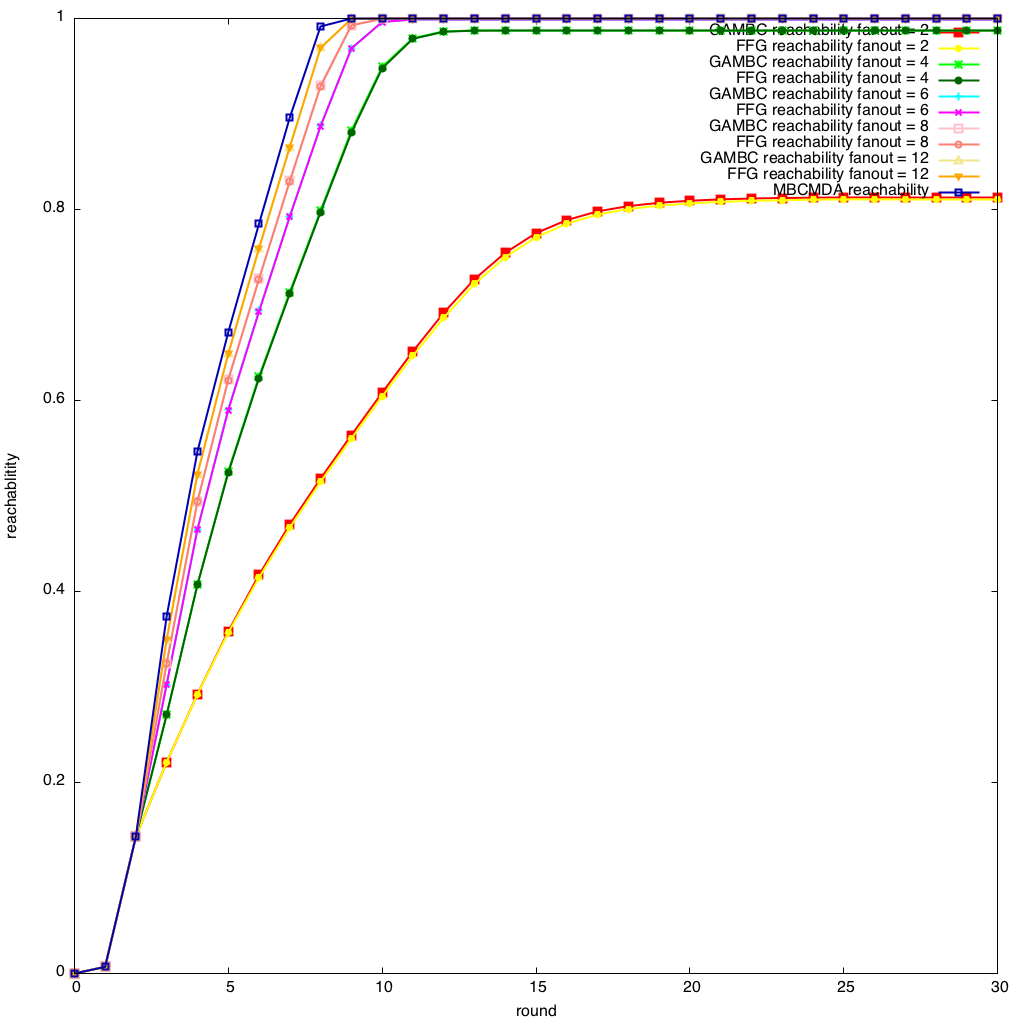 1
0.8
0.6
0.4
0.2
0
0 5 10 15 20 25 30
reachablitity
round
GAMBC reachability fanout = 2
FFG reachability fanout = 2
GAMBC reachability fanout = 4
FFG reachability fanout = 4
GAMBC reachability fanout = 6
FFG reachability fanout = 6
GAMBC reachability fanout = 8
FFG reachability fanout = 8
GAMBC reachability fanout = 12
FFG reachability fanout = 12
MBCMDA reachability